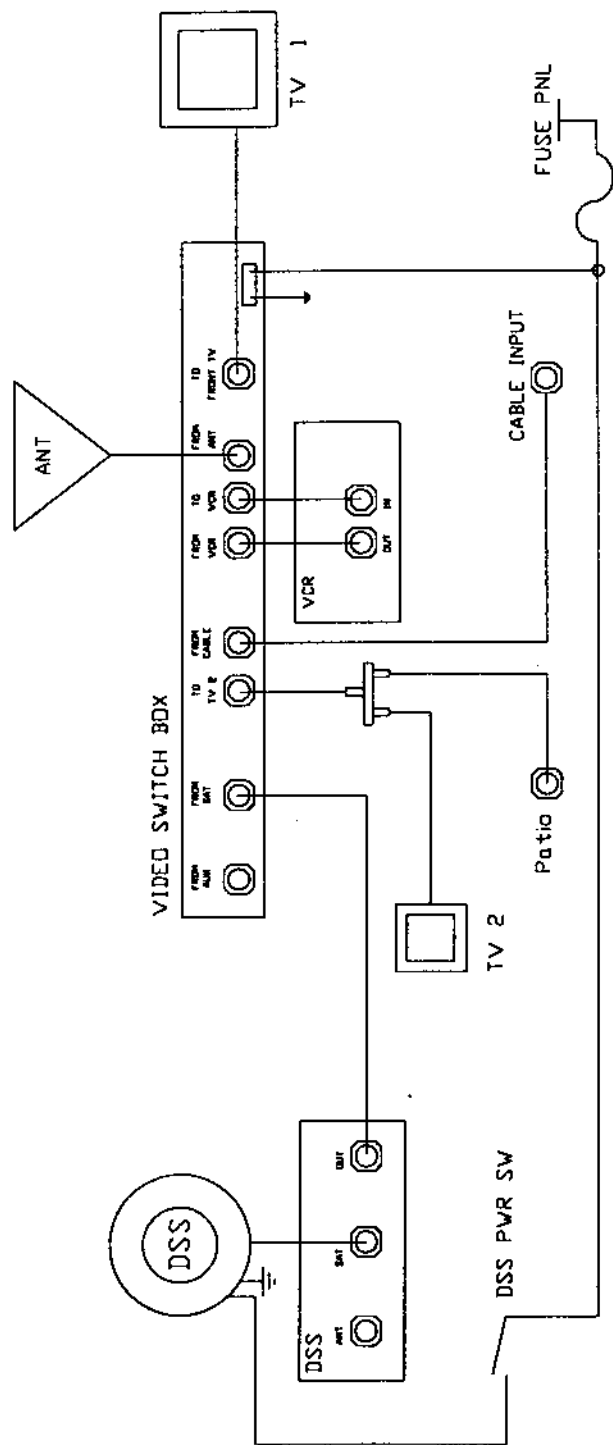 ANT
TV 1
VIDEO SWITCH BOX
FROM AUX
FROM SAT
TO TV 2
FROM CABLE
FROM VCR
TO VCR
FROM ANT
TO FRONT TV
DSS
DSS
ANT
SAT
OUT
VCR
OUT
IN
TV 2
Patio
CABLE INPUT
FUSE PNL
DSS PWR SW